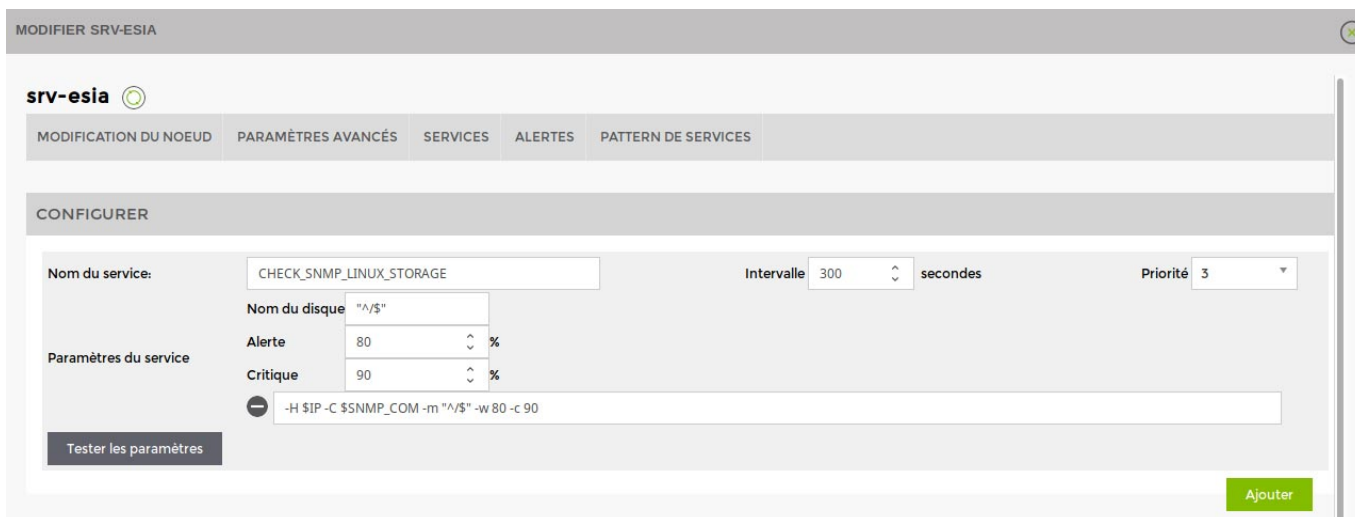 MODIFIER SRV-ESIA
srv-esia
MODIFICATION DU NOEUD PARAMÈTRES AVANCÉS SERVICES ALERTES PATTERN DE SERVICES
CONFIGURER
Nom du service: CHECK_SNMP_LINUX_STORAGE Intervalle 300 secondes Priorité 3
Nom du disque "^/$"
Alerte 80 %
Paramètres du service
Critique 90 %
-H $IP -C $SNMP_COM -m "^/$" -w 80 -c 90
Tester les paramètres
Ajouter